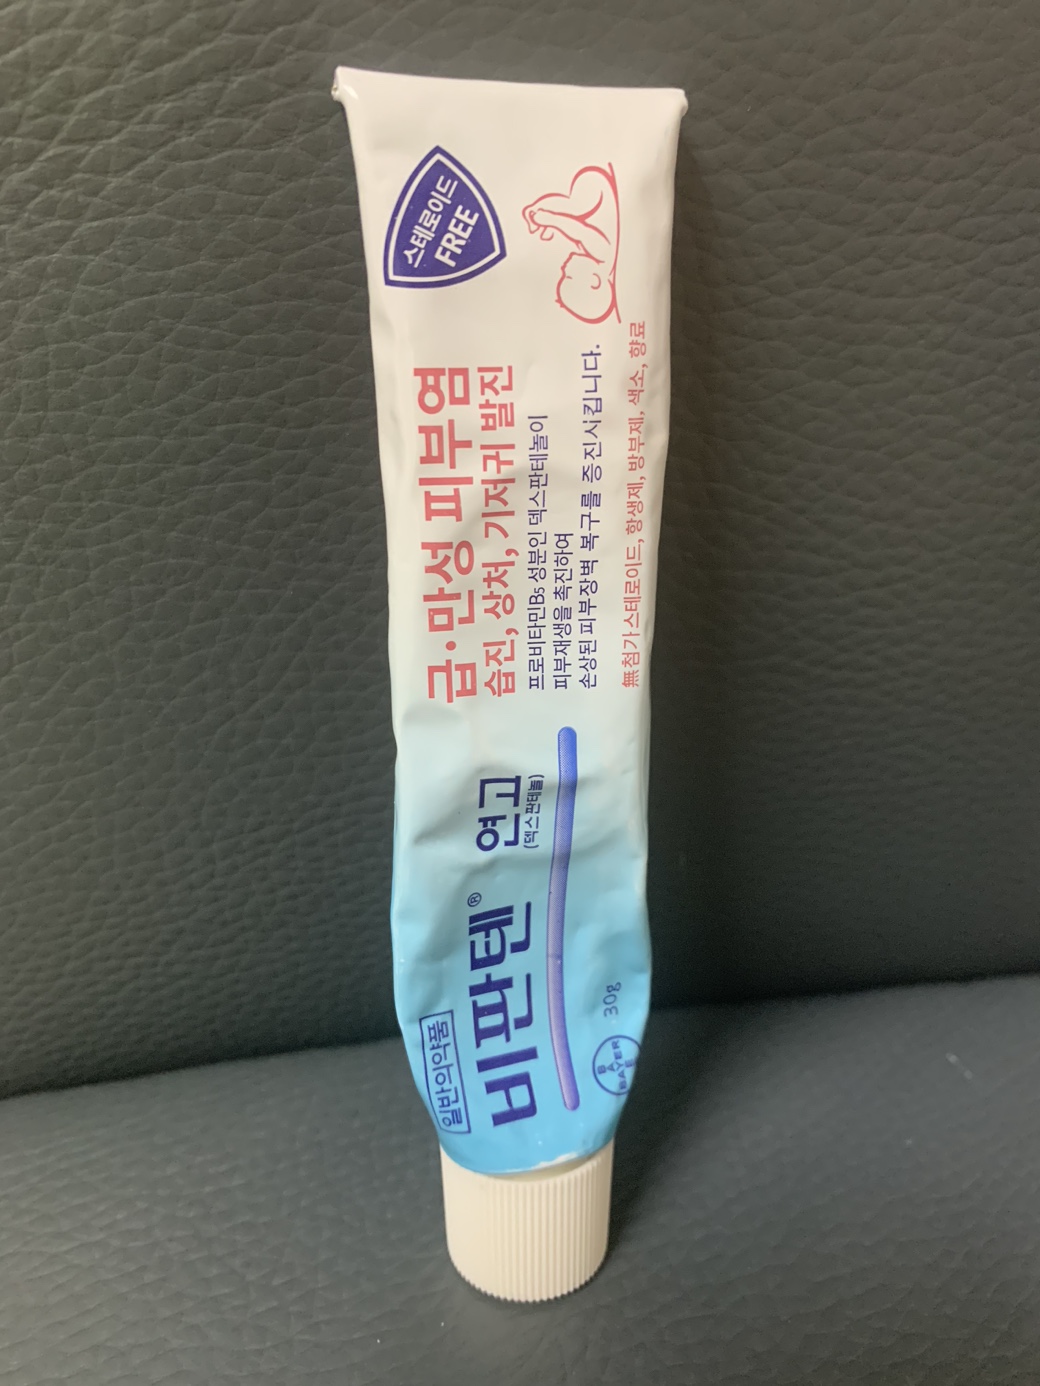 일반의약품
비판텐® 연고
(덱스판테놀)
BAYER
BAYER
30g
급·만성 피부염
습진, 상처, 기저귀 발진
프로비타민B5 성분인 덱스판테놀이
피부재생을 촉진하여
손상된 피부장벽 복구를 증진시킵니다.
無첨가 스테로이드, 항생제, 방부제, 색소, 향료
스테로이드
FREE